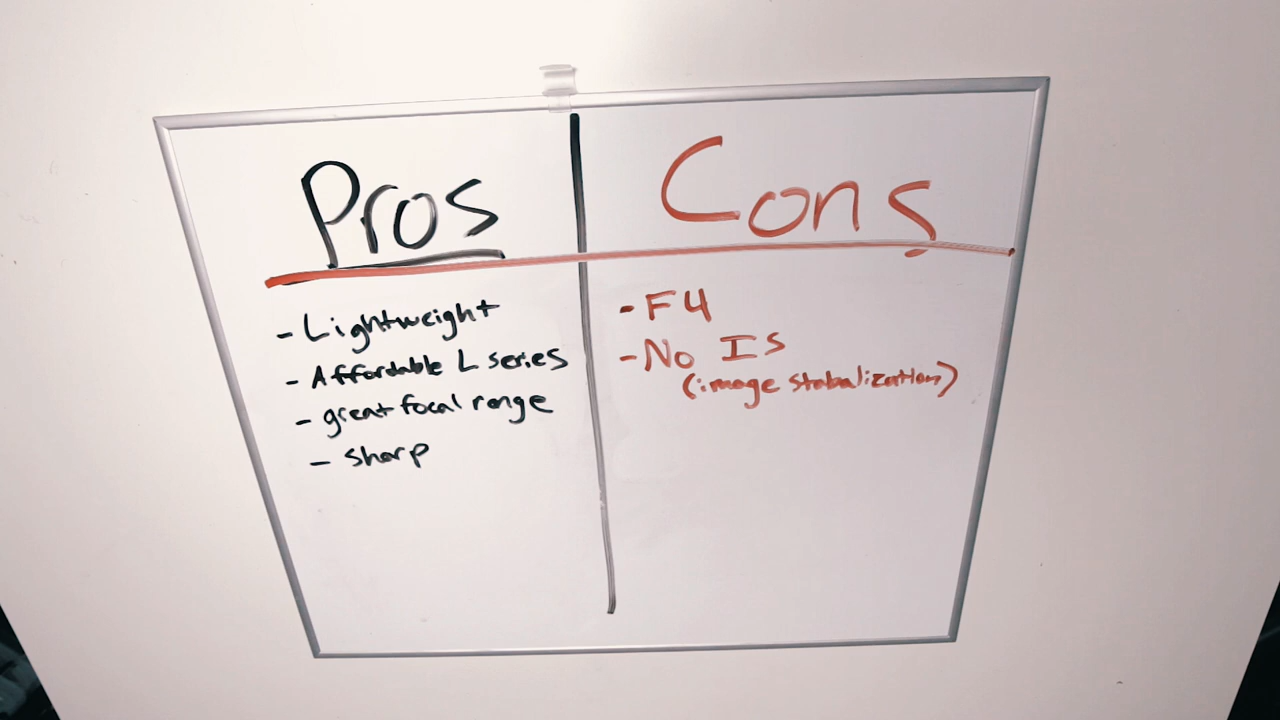 Pros
- Lightweight
- Affordable L series
- great focal range
- sharp
Cons
- F4
- No IS
(image stabalization)